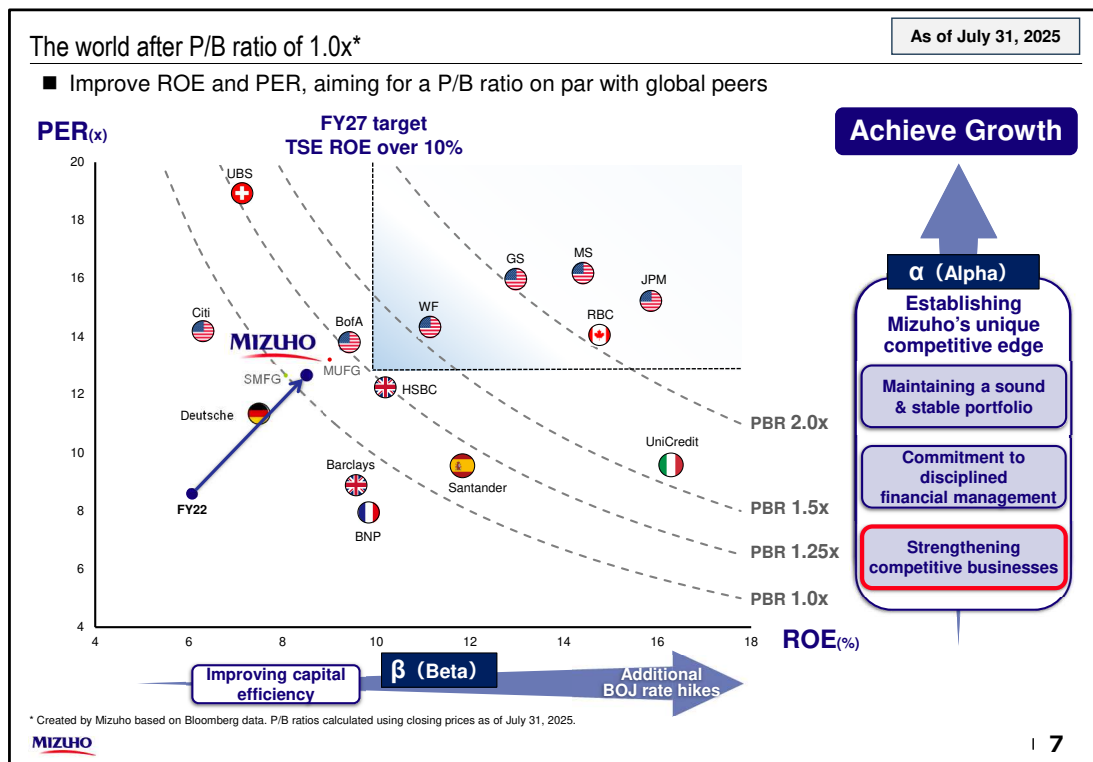 The world after P/B ratio of 1.0x*
As of July 31, 2025
■ Improve ROE and PER, aiming for a P/B ratio on par with global peers
PER(x)
FY27 target
TSE ROE over 10%
20
18
16
14
12
10
8
6
4
4
6
8
10
12
14
16
18
ROE(%)
UBS
Citi
BofA
WF
GS
MS
JPM
RBC
MIZUHO
SMFG
MUFG
HSBC
Deutsche
FY22
Barclays
BNP
Santander
UniCredit
PBR 2.0x
PBR 1.5x
PBR 1.25x
PBR 1.0x
Improving capital
efficiency
β (Beta)
Additional
BOJ rate hikes
Achieve Growth
α (Alpha)
Establishing
Mizuho's unique
competitive edge
Maintaining a sound
& stable portfolio
Commitment to
disciplined
financial management
Strengthening
competitive businesses
* Created by Mizuho based on Bloomberg data. P/B ratios calculated using closing prices as of July 31, 2025.
MIZUHO
7